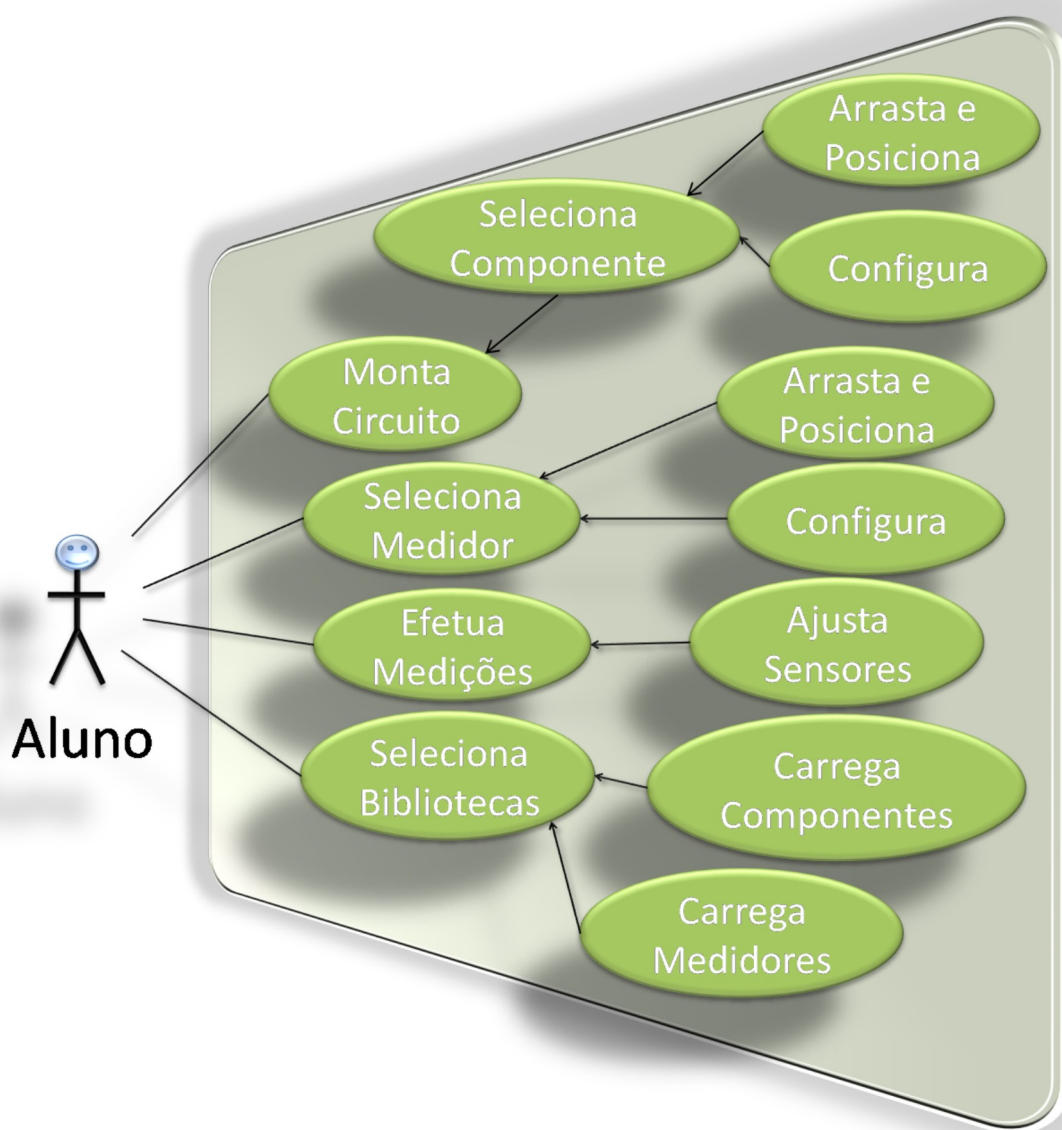 Arrasta e
Posiciona
Seleciona
Componente
Configura
Monta
Circuito
Arrasta e
Posiciona
Seleciona
Medidor
Configura
Efetua
Medições
Ajusta
Sensores
Aluno
Seleciona
Bibliotecas
Carrega
Componentes
Carrega
Medidores